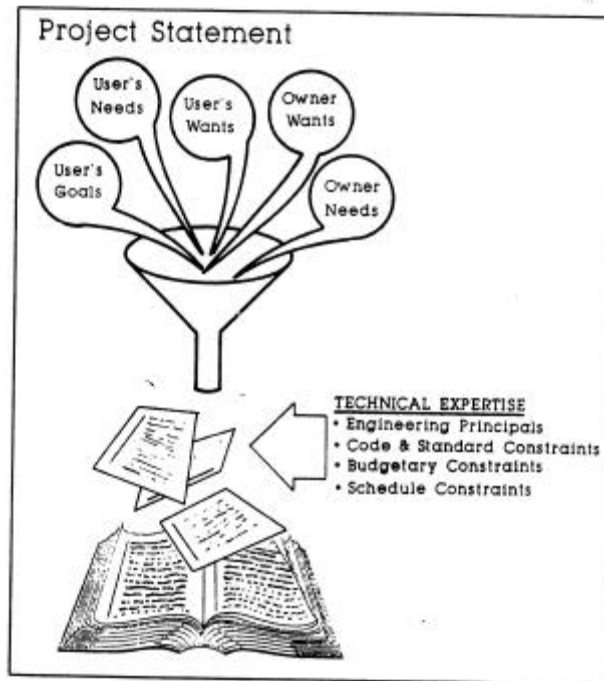 Project Statement
User's
Needs
User's
Wants
Owner
Wants
User's
Goals
Owner
Needs
TECHNICAL EXPERTISE
• Engineering Principals
• Code & Standard Constraints
• Budgetary Constraints
• Schedule Constraints